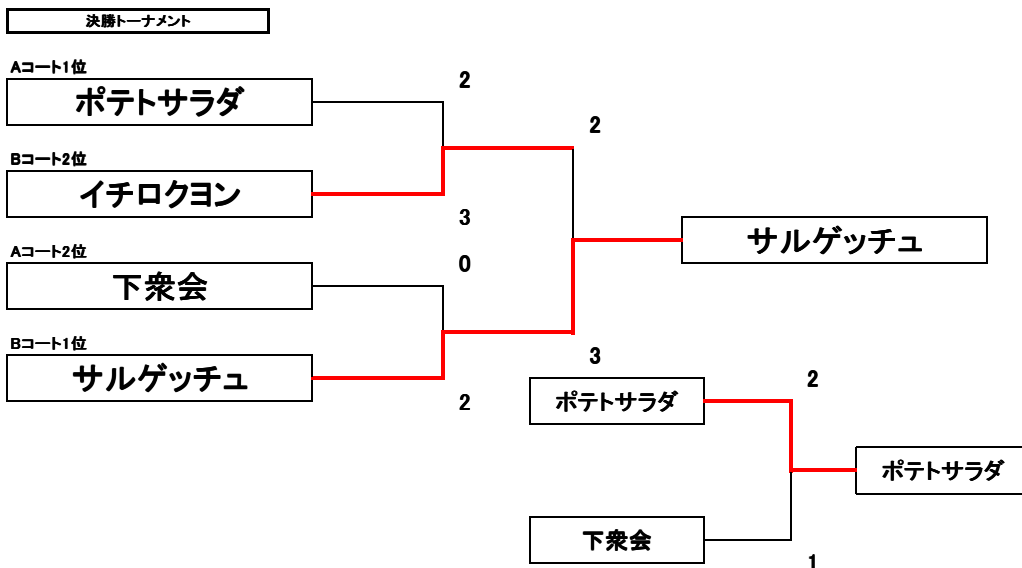 決勝トーナメント
Aコート1位
ポテトサラダ
2
2
Bコート2位
イチロクヨン
3
サルゲッチュ
Aコート2位
下衆会
0
Bコート1位
サルゲッチュ
2
3
ポテトサラダ
2
ポテトサラダ
下衆会
1